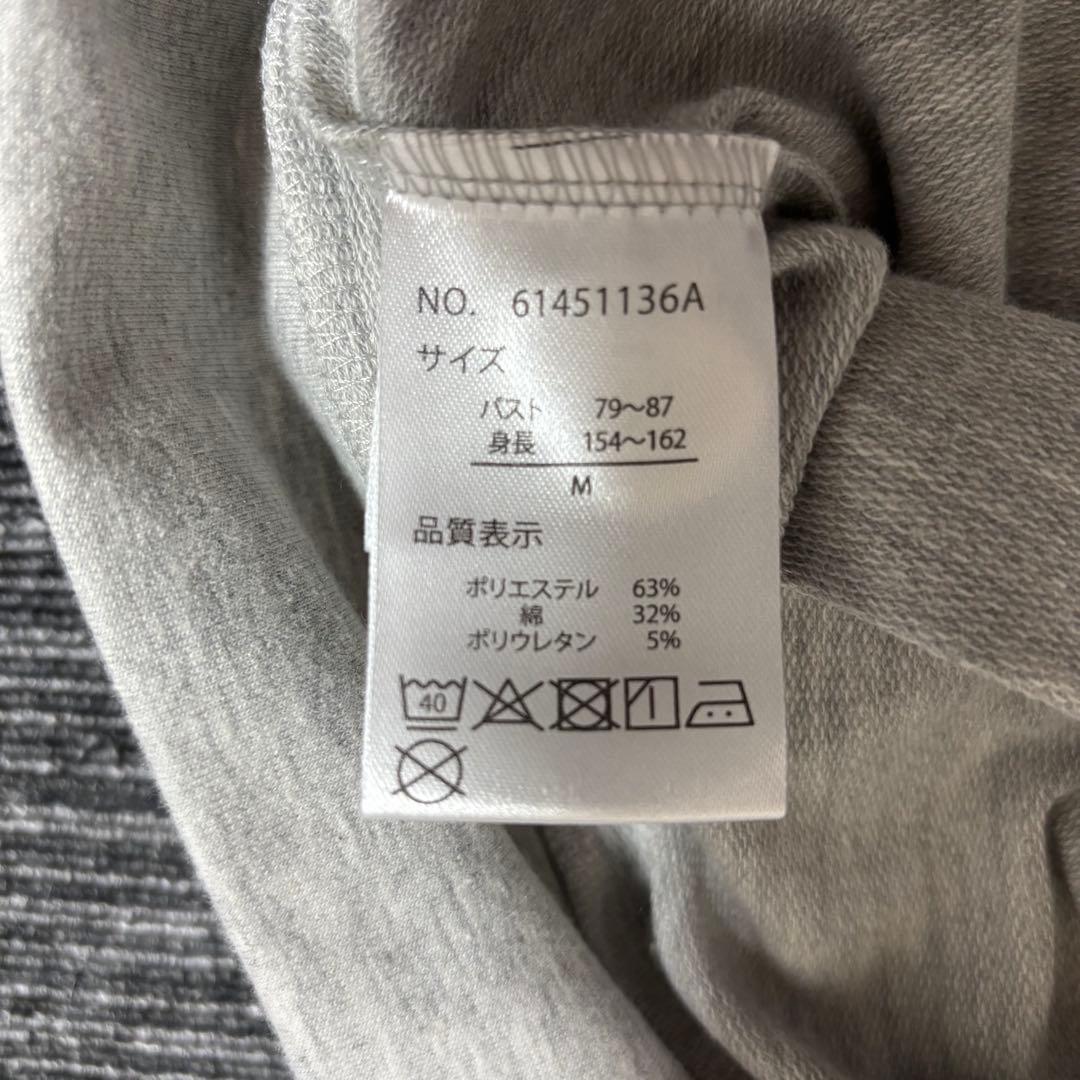 NO. 61451136A
サイズ
バスト 79〜87
身長 154〜162
M
品質表示
ポリエステル 63%
綿 32%
ポリウレタン 5%
40